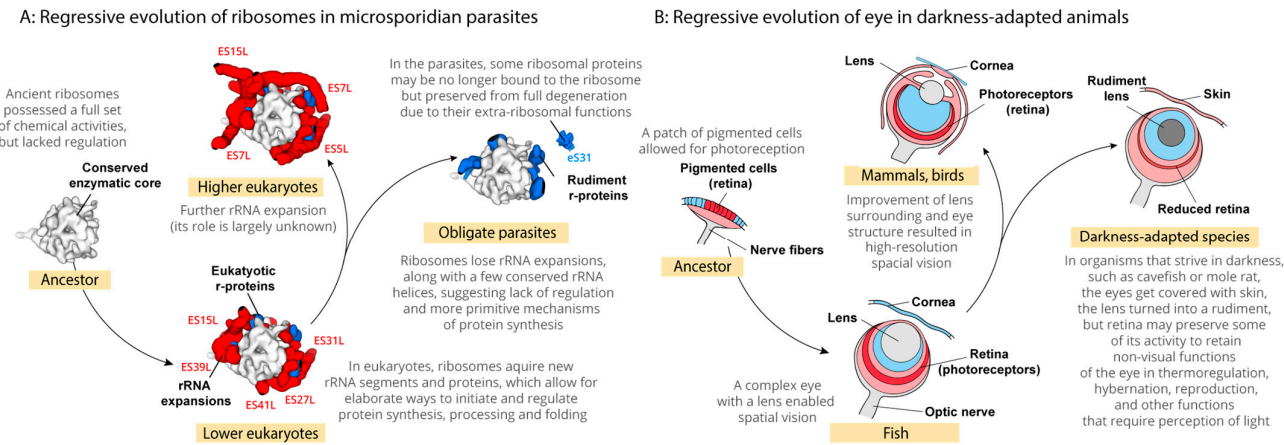 A: Regressive evolution of ribosomes in microsporidian parasites
Ancient ribosomes
possessed a full set
of chemical activities,
but lacked regulation
Conserved
enzymatic core
Ancestor
ES15L
ES7L
ES7L
ES5L
Higher eukaryotes
Further rRNA expansion
(its role is largely unknown)
Eukatyotic
r-proteins
ES15L
ES31L
ES39L
rRNA
expansions
ES41L
ES27L
Lower eukaryotes
In the parasites, some ribosomal proteins
may be no longer bound to the ribosome
but preserved from full degeneration
due to their extra-ribosomal functions
eS31
Rudiment
r-proteins
Obligate parasites
Ribosomes lose rRNA expansions,
along with a few conserved rRNA
helices, suggesting lack of regulation
and more primitive mechanisms
of protein synthesis
In eukaryotes, ribosomes aquire new
rRNA segments and proteins, which allow for
elaborate ways to initiate and regulate
protein synthesis, processing and folding
B: Regressive evolution of eye in darkness-adapted animals
A patch of pigmented cells
allowed for photoreception
Pigmented cells
(retina)
Nerve fibers
Ancestor
Lens
Cornea
Photoreceptors
(retina)
Mammals, birds
Improvement of lens
surrounding and eye
structure resulted in
high-resolution
spacial vision
Cornea
Lens
Retina
(photoreceptors)
Optic nerve
A complex eye
with a lens enabled
spatial vision
Fish
Rudiment
lens
Skin
Reduced retina
Darkness-adapted species
In organisms that strive in darkness,
such as cavefish or mole rat,
the eyes get covered with skin,
the lens turned into a rudiment,
but retina may preserve some
of its activity to retain
non-visual functions
of the eye in thermoregulation,
hybernation, reproduction,
and other functions
that require perception of light